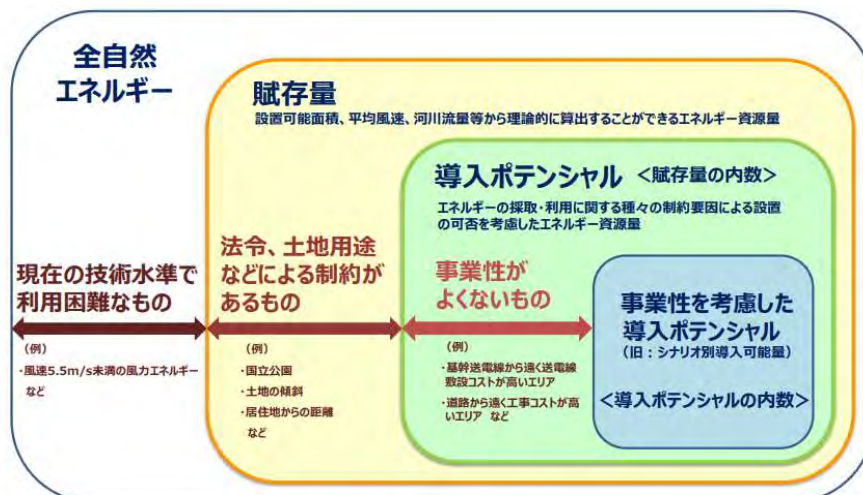 全自然
エネルギー
賦存量
設置可能面積、平均風速、河川流量等から理論的に算出することができるエネルギー資源量
導入ポテンシャル <賦存量の内数>
エネルギーの採取・利用に関する種々の制約要因による設置
の可否を考慮したエネルギー資源量
現在の技術水準で
利用困難なもの
(例)
・風速5.5m/s未満の風力エネルギー
など
法令、土地用途
などによる制約が
あるもの
(例)
・国立公園
・土地の傾斜
・居住地からの距離
など
事業性が
よくないもの
(例)
・基幹送電線から遠く送電線
敷設コストが高いエリア
・道路から遠く工事コストが高
いエリア など
事業性を考慮した
導入ポテンシャル
(旧:シナリオ別導入可能量)
<導入ポテンシャルの内数>